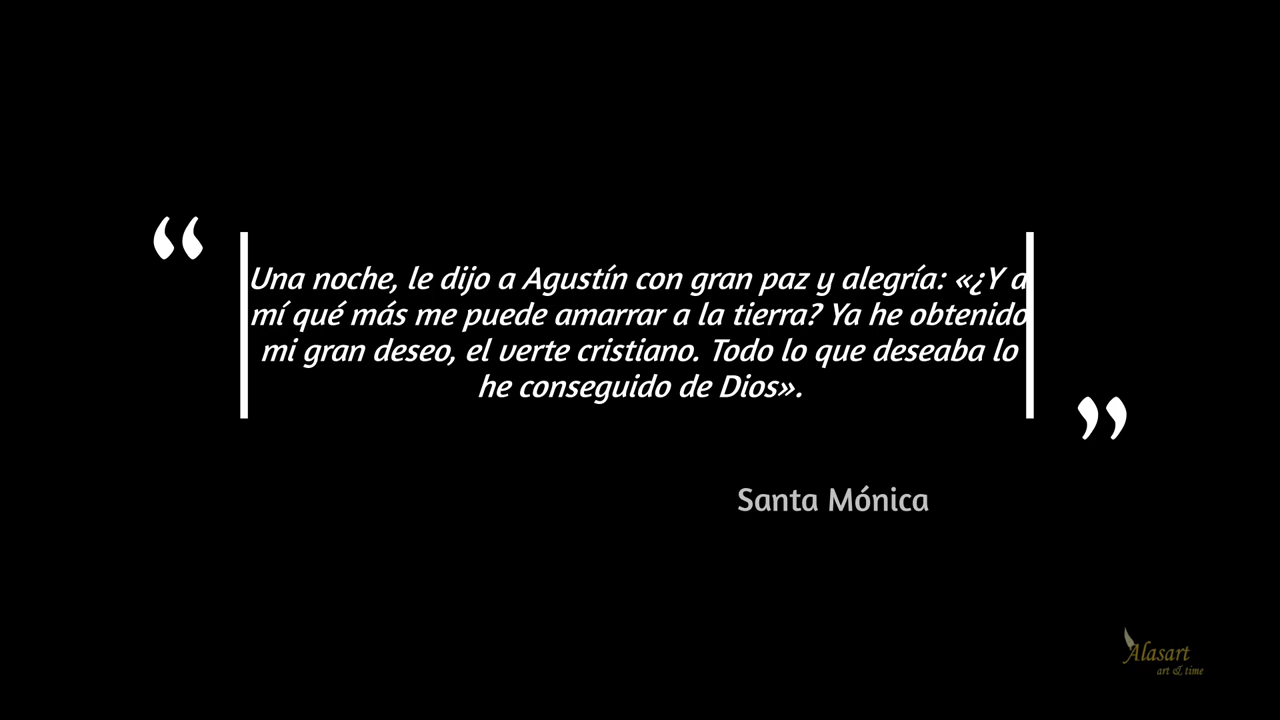 “
Una noche, le dijo a Agustín con gran paz y alegría: «¿Y a
mí qué más me puede amarrar a la tierra? Ya he obtenido
mi gran deseo, el verte cristiano. Todo lo que deseaba lo
he conseguido de Dios».
”
Santa Mónica
Alasart
art & time